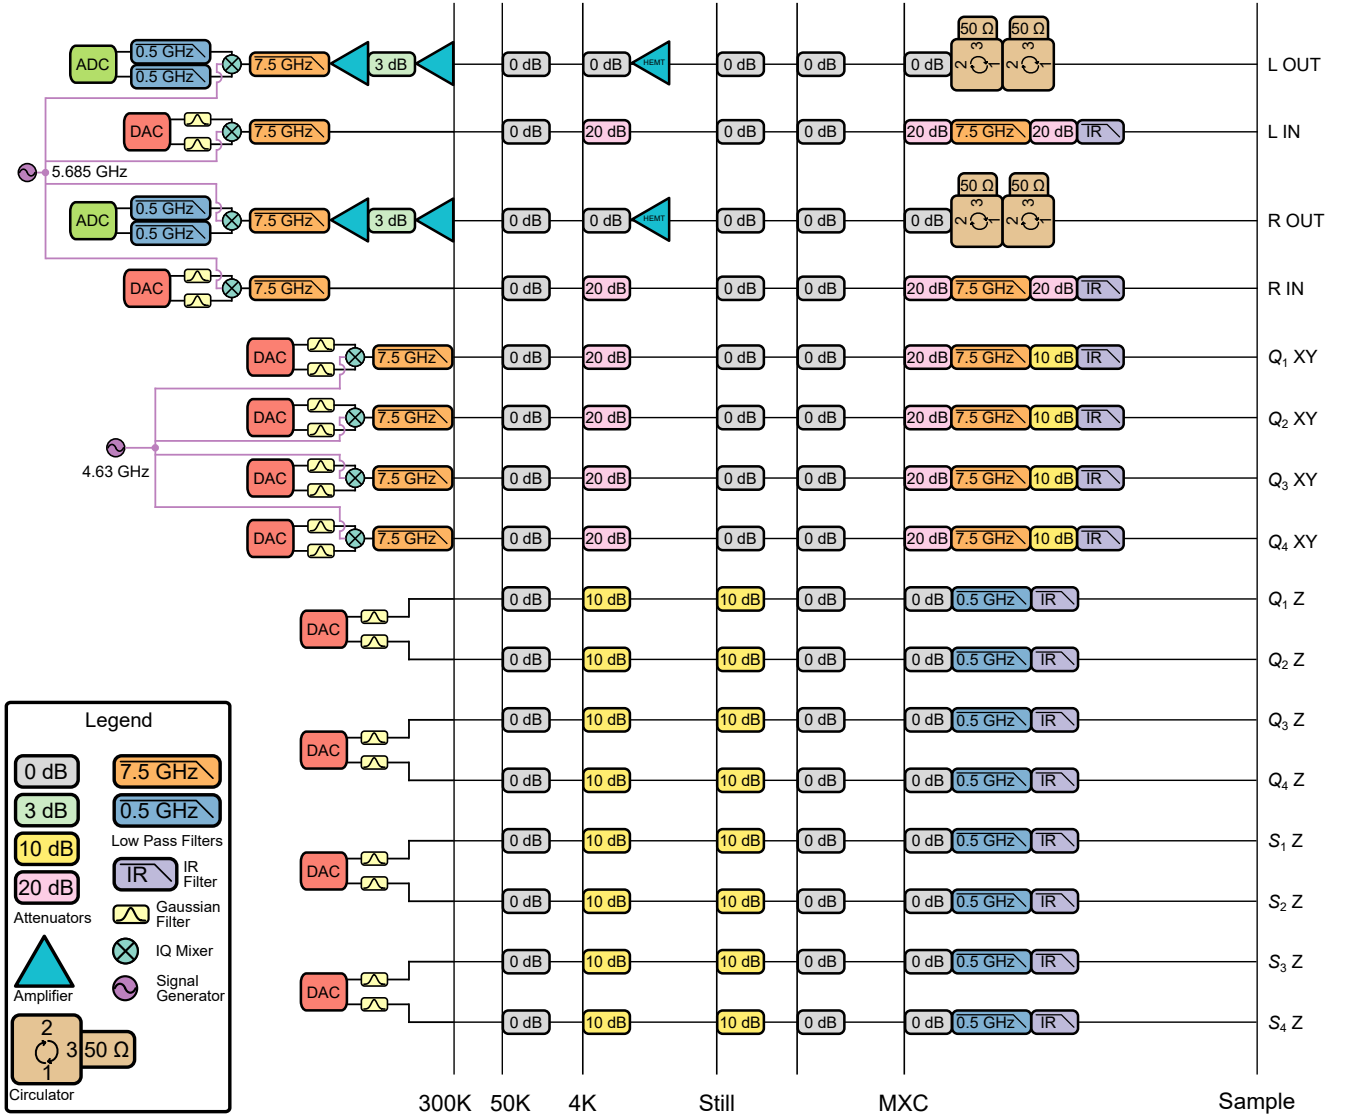 50 Ω 50 Ω
ADC 0.5 GHz 0.5 GHz 7.5 GHz 3 dB 0 dB 0 dB HEMT 0 dB 0 dB 0 dB 2 3 1 2 3 1 L OUT
DAC 7.5 GHz 0 dB 20 dB 0 dB 0 dB 20 dB 7.5 GHz 20 dB IR L IN
5.685 GHz
50 Ω 50 Ω
ADC 0.5 GHz 0.5 GHz 7.5 GHz 3 dB 0 dB 0 dB HEMT 0 dB 0 dB 0 dB 2 3 1 2 3 1 R OUT
DAC 7.5 GHz 0 dB 20 dB 0 dB 0 dB 20 dB 7.5 GHz 20 dB IR R IN
DAC 7.5 GHz 0 dB 20 dB 0 dB 0 dB 20 dB 7.5 GHz 10 dB IR Q1 XY
DAC 7.5 GHz 0 dB 20 dB 0 dB 0 dB 20 dB 7.5 GHz 10 dB IR Q2 XY
4.63 GHz
DAC 7.5 GHz 0 dB 20 dB 0 dB 0 dB 20 dB 7.5 GHz 10 dB IR Q3 XY
DAC 7.5 GHz 0 dB 20 dB 0 dB 0 dB 20 dB 7.5 GHz 10 dB IR Q4 XY
0 dB 10 dB 10 dB 0 dB 0 dB 0.5 GHz IR Q1 Z
DAC
0 dB 10 dB 10 dB 0 dB 0 dB 0.5 GHz IR Q2 Z
0 dB 10 dB 10 dB 0 dB 0 dB 0.5 GHz IR Q3 Z
DAC
0 dB 10 dB 10 dB 0 dB 0 dB 0.5 GHz IR Q4 Z
0 dB 10 dB 10 dB 0 dB 0 dB 0.5 GHz IR S1 Z
DAC
0 dB 10 dB 10 dB 0 dB 0 dB 0.5 GHz IR S2 Z
0 dB 10 dB 10 dB 0 dB 0 dB 0.5 GHz IR S3 Z
DAC
0 dB 10 dB 10 dB 0 dB 0 dB 0.5 GHz IR S4 Z
300K 50K 4K Still MXC Sample
Legend
0 dB
3 dB
10 dB
20 dB
Attenuators
Amplifier
2
3 50 Ω
1
Circulator
7.5 GHz
0.5 GHz
Low Pass Filters
IR IR
Filter
Gaussian
Filter
IQ Mixer
Signal
Generator